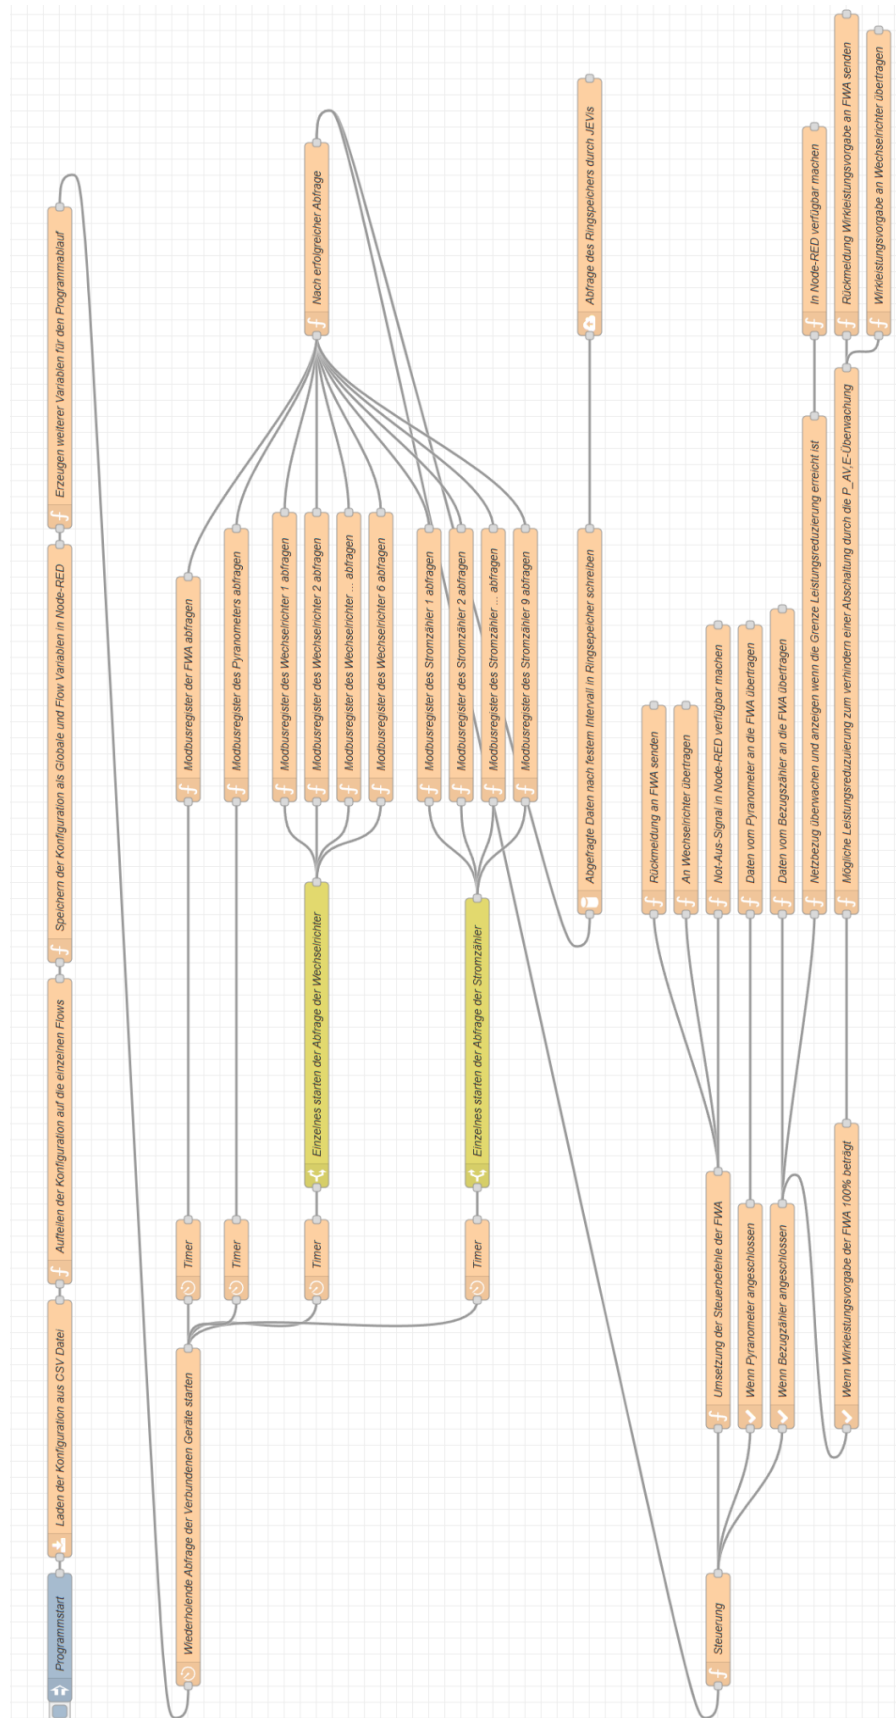 Programmstart
Laden der Konfiguration aus CSV Datei
Aufteilen der Konfiguration auf die einzelnen Flows
Speichern der Konfiguration als Globale und Flow Variablen in Node-RED
Erzeugen weiterer Variablen für den Programmablauf
Wiederholende Abfrage der Verbundenen Geräte starten
Timer
Modbusregister der FWA abfragen
Timer
Modbusregister des Pyranometers abfragen
Timer
Einzelnes starten der Abfrage der Wechselrichter
Modbusregister des Wechselrichter 1 abfragen
Modbusregister des Wechselrichter 2 abfragen
Modbusregister des Wechselrichter ... abfragen
Modbusregister des Wechselrichter 6 abfragen
Nach erfolgreicher Abfrage
Timer
Einzelnes starten der Abfrage der Stromzähler
Modbusregister des Stromzähler 1 abfragen
Modbusregister des Stromzähler 2 abfragen
Modbusregister des Stromzähler ... abfragen
Modbusregister des Stromzähler 9 abfragen
Abgefragte Daten nach festem Intervall in Ringsepeicher schreiben
Abfrage des Ringspeichers durch JEVis
Steuerung
Umsetzung der Steuerbefehle der FWA
Rückmeldung an FWA senden
An Wechselrichter übertragen
Not-Aus-Signal in Node-RED verfügbar machen
Wenn Pyranometer angeschlossen
Daten vom Pyranometer an die FWA übertragen
Wenn Bezugzähler angeschlossen
Daten vom Bezugszähler an die FWA übertragen
Netzbezug überwachen und anzeigen wenn die Grenze Leistungsreduzierung erreicht ist
In Node-RED verfügbar machen
Wenn Wirkleistungsvorgabe der FWA 100% beträgt
Mögliche Leistungsreduzuierung zum verhindern einer Abschaltung durch die P_AV,E-Überwachung
Rückmeldung Wirkleistungsvorgabe an FWA senden
Wirkleistungsvorgabe an Wechselrichter übertragen